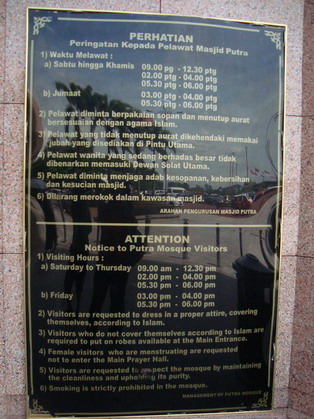 PERHATIAN
Peringatan Kepada Pelawat Masjid Putra
1) Waktu Melawat :
a) Sabtu hingga Khamis 09.00 pg - 12.30 ptg
02.00 ptg - 04.00 ptg
05.30 ptg - 06.00 ptg
b) Jumaat 03.00 ptg - 04.00 ptg
05.30 ptg - 06.00 ptg
2) Pelawat diminta berpakaian sopan dan menutup aurat
bersesuaian dengan agama Islam.
3) Pelawat yang tidak menutup aurat dikehendaki memakai
jubah yang disediakan di Pintu Utama.
4) Pelawat wanita yang sedang berhadas besar tidak
dibenarkan memasuki Dewan Solat Utama.
5) Pelawat diminta menjaga adab kesopanan, kebersihan
dan kesucian masjid.
6) Dilarang merokok dalam kawasan masjid.
ARAHAN PENGURUSAN MASJID PUTRA
ATTENTION
Notice to Putra Mosque Visitors
1) Visiting Hours :
a) Saturday to Thursday 09.00 am - 12.30 pm
02.00 pm - 04.00 pm
05.30 pm - 06.00 pm
b) Friday 03.00 pm - 04.00 pm
05.30 pm - 06.00 pm
2) Visitors are requested to dress in a proper attire, covering
themselves, according to Islam.
3) Visitors who do not cover themselves according to Islam are
required to put on robes available at the Main Entrance.
4) Female visitors who are menstruating are requested
not to enter the Main Prayer Hall.
5) Visitors are requested to respect the mosque by maintaining
the cleanliness and upholding its purity.
6) Smoking is strictly prohibited in the mosque.
MANAGEMENT OF PUTRA MOSQUE